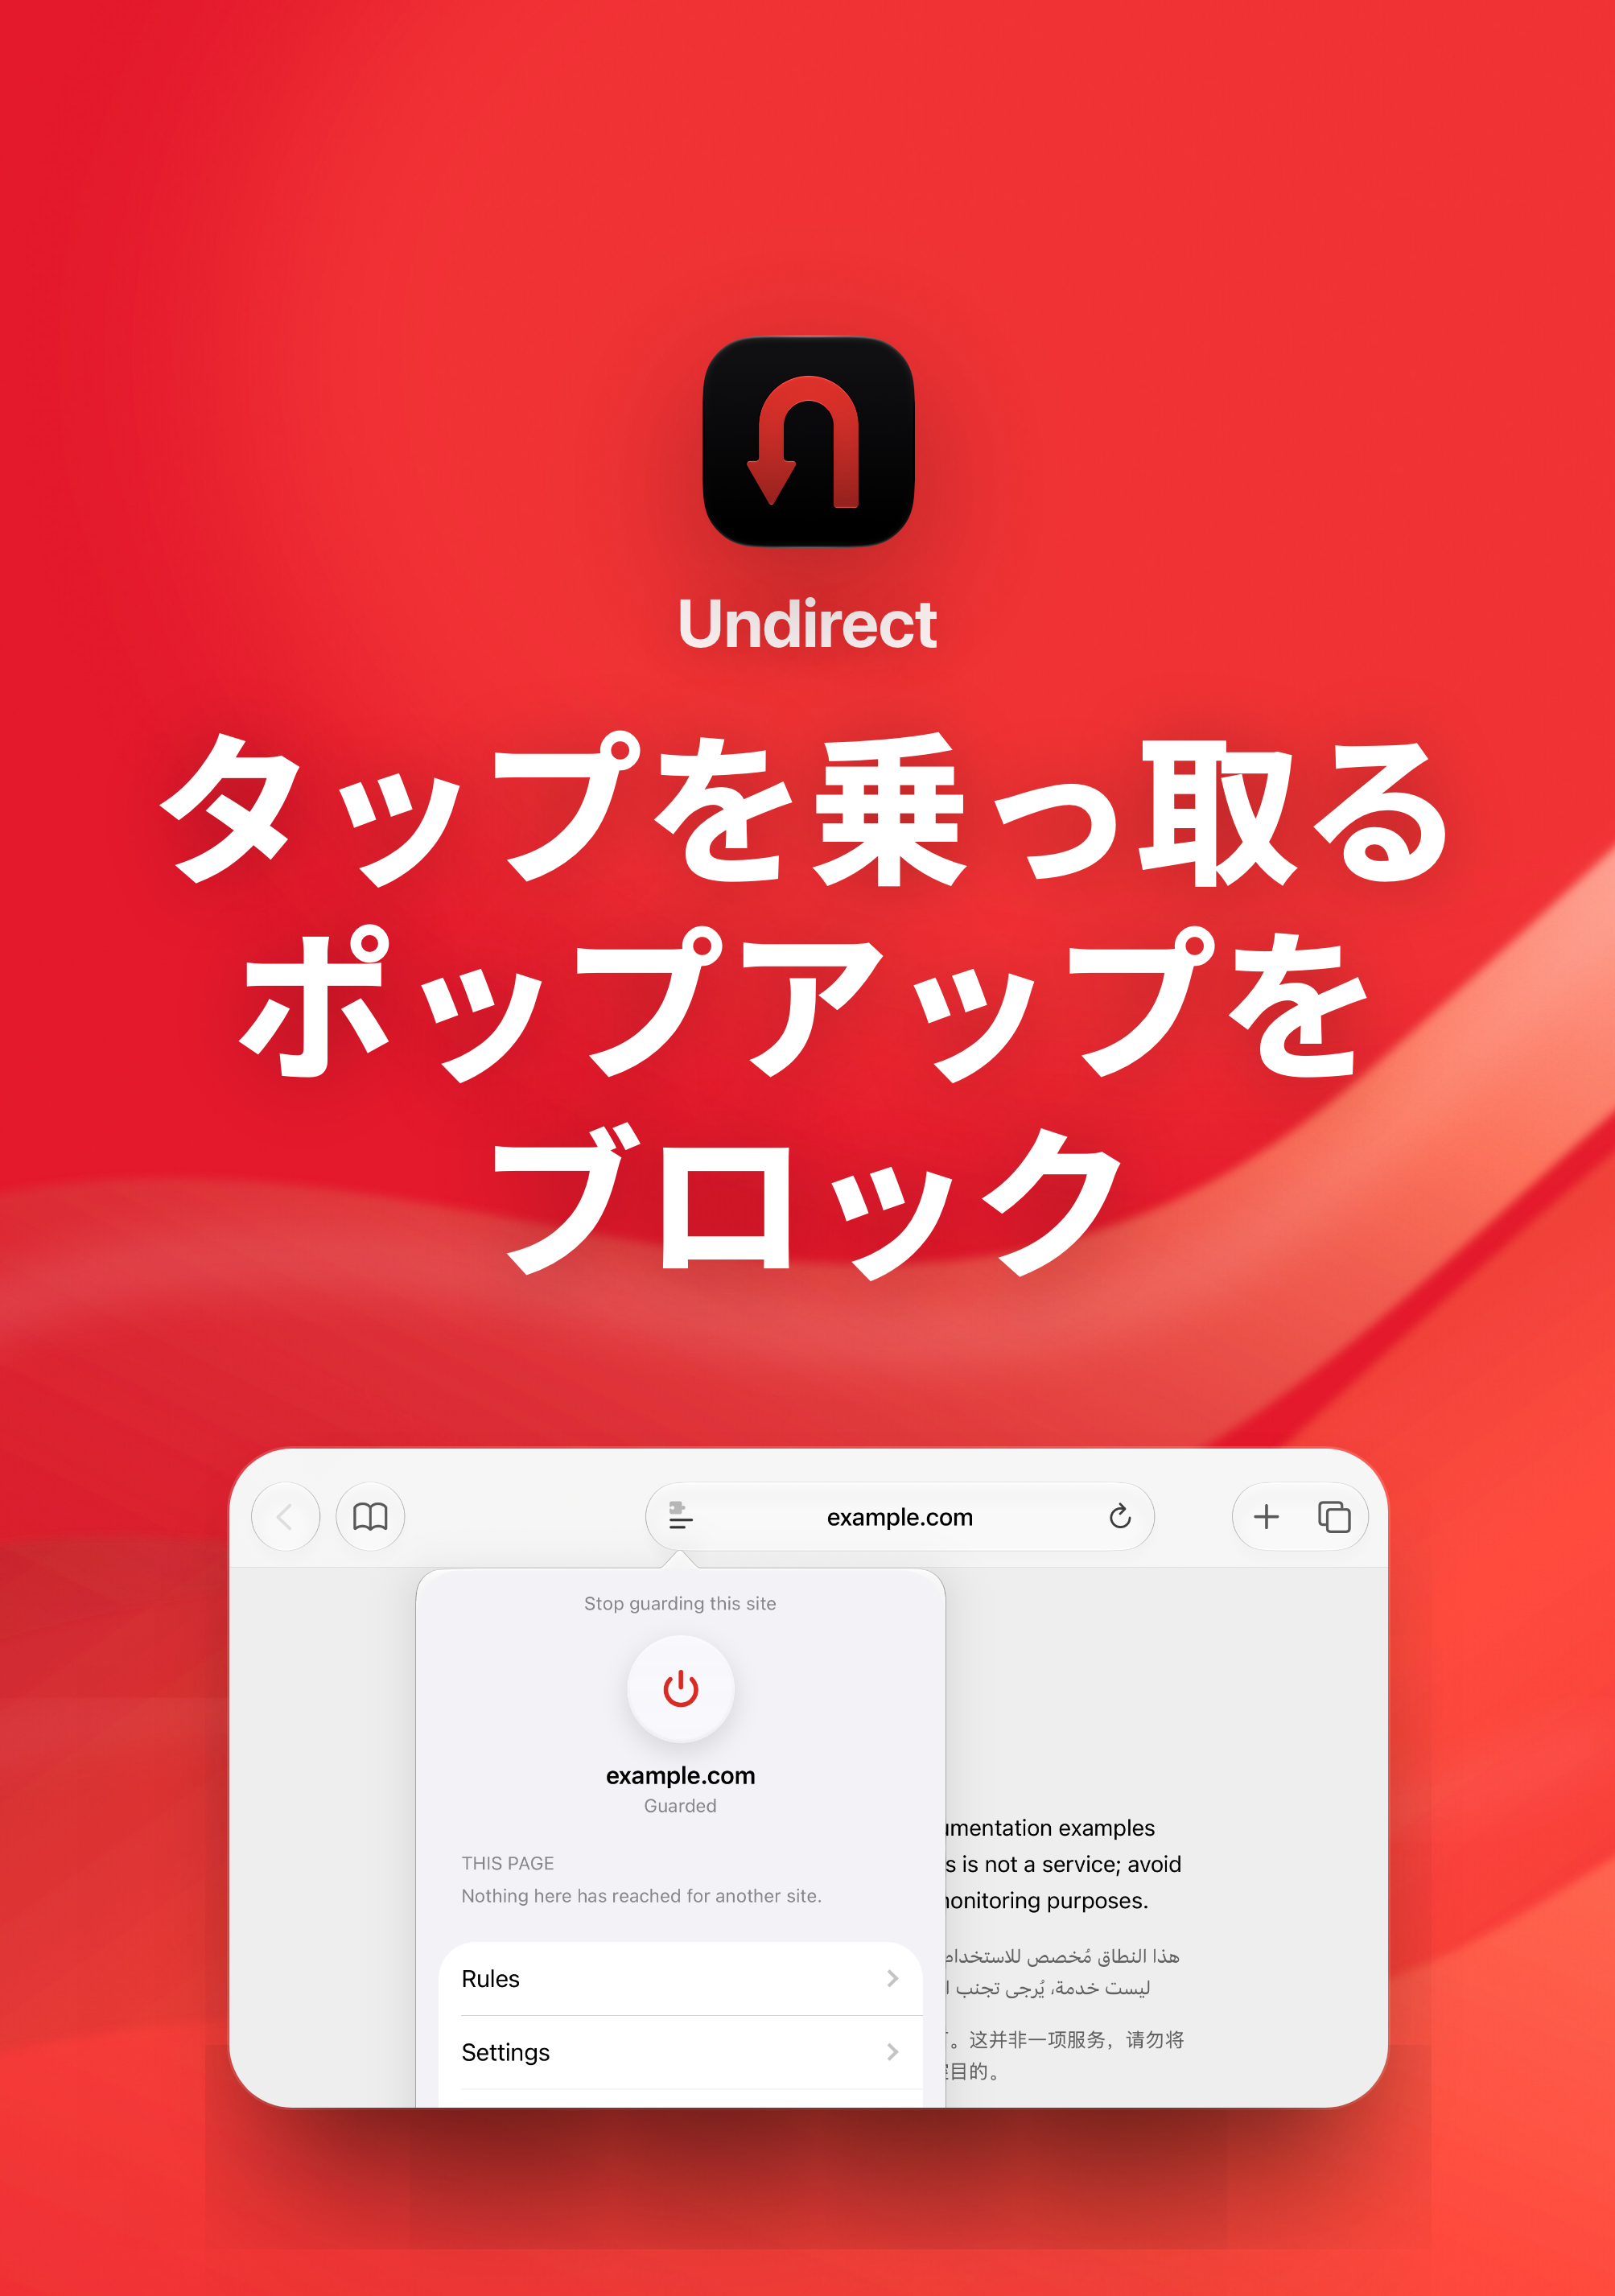 Undirect
タップを乗っ取る
ポップアップを
ブロック
example.com
Stop guarding this site
example.com
Guarded
THIS PAGE
Nothing here has reached for another site.
Rules
Settings
umentation examples
s is not a service; avoid
onitoring purposes.
هذا النطاق مُخصص للاستخدام
ليست خدمة، يُرجى تجنب
。这并非一项服务，请勿将
目的。